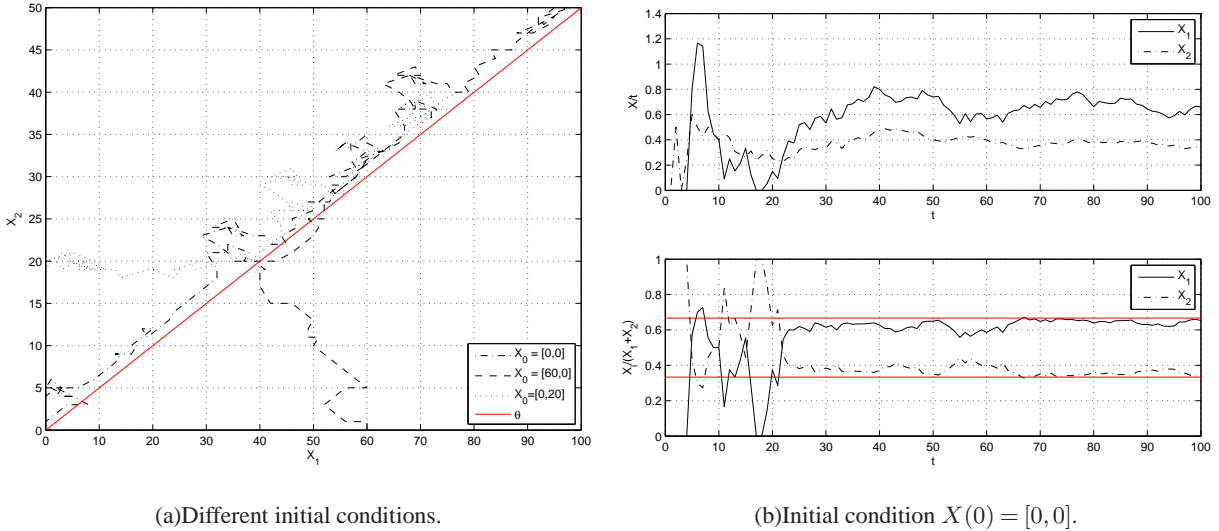 50
45
40
35
30
25
20
15
10
5
0
X2
0 10 20 30 40 50 60 70 80 90 100
X1
X0 = [0,0]
X0 = [60,0]
X0=[0,20]
θ
(a)Different initial conditions.
1.4
1.2
1
0.8
0.6
0.4
0.2
0
X/t
0 10 20 30 40 50 60 70 80 90 100
t
X1
X2
1
0.8
0.6
0.4
0.2
0
Xi/(X1+X2)
0 10 20 30 40 50 60 70 80 90 100
t
X1
X2
(b)Initial condition X(0) = [0,0].